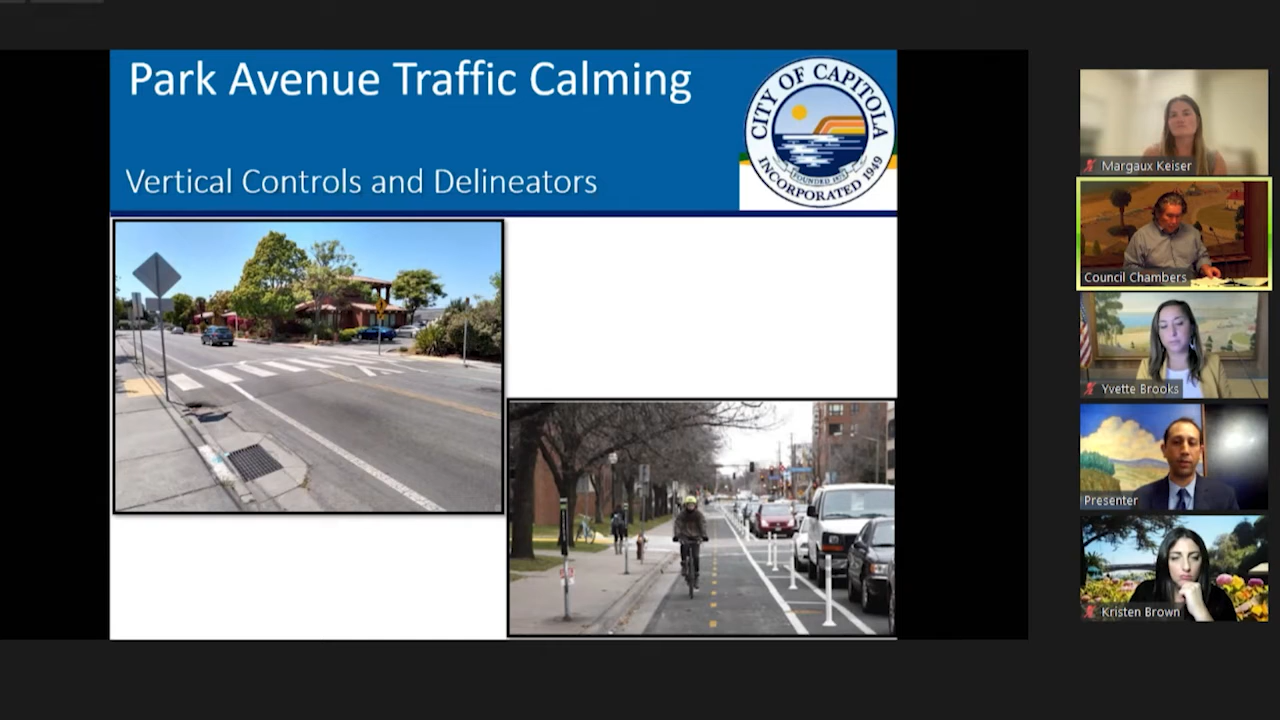 Park Avenue Traffic Calming
Vertical Controls and Delineators
CITY OF CAPITOLA
INCORPORATED 1949
Margaux Keiser
Council Chambers
Yvette Brooks
Presenter
Kristen Brown